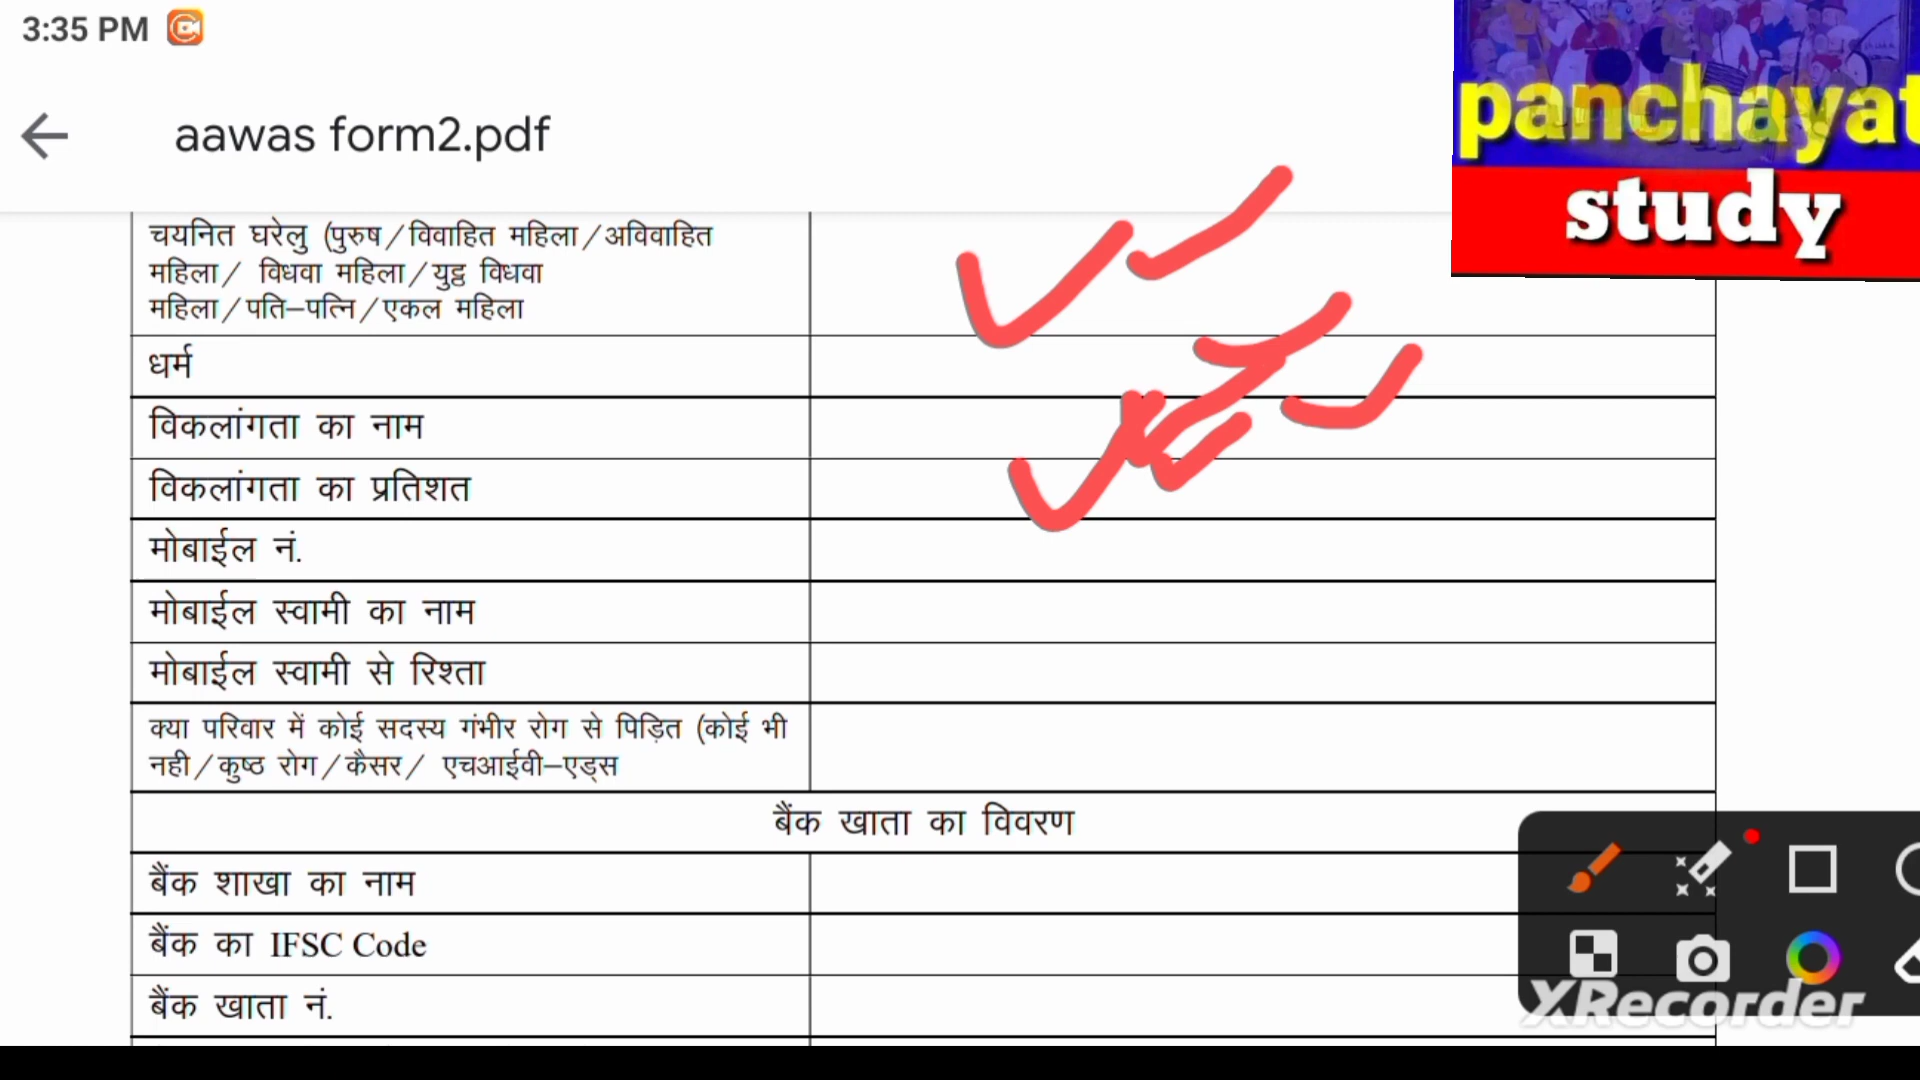 3:35 PM
aawas form2.pdf
panchayat
study
चयनित घरेलु (पुरुष/विवाहित महिला/अविवाहित
महिला/ विधवा महिला/युद्ध विधवा
महिला/पति–पत्नि/एकल महिला
धर्म
विकलांगता का नाम
विकलांगता का प्रतिशत
मोबाईल नं.
मोबाईल स्वामी का नाम
मोबाईल स्वामी से रिश्ता
क्या परिवार में कोई सदस्य गंभीर रोग से पिड़ित (कोई भी
नही/कुष्ठ रोग/कैसर/ एचआईवी–एड्स
बैंक खाता का विवरण
बैंक शाखा का नाम
बैंक का IFSC Code
बैंक खाता नं.
XRecorder